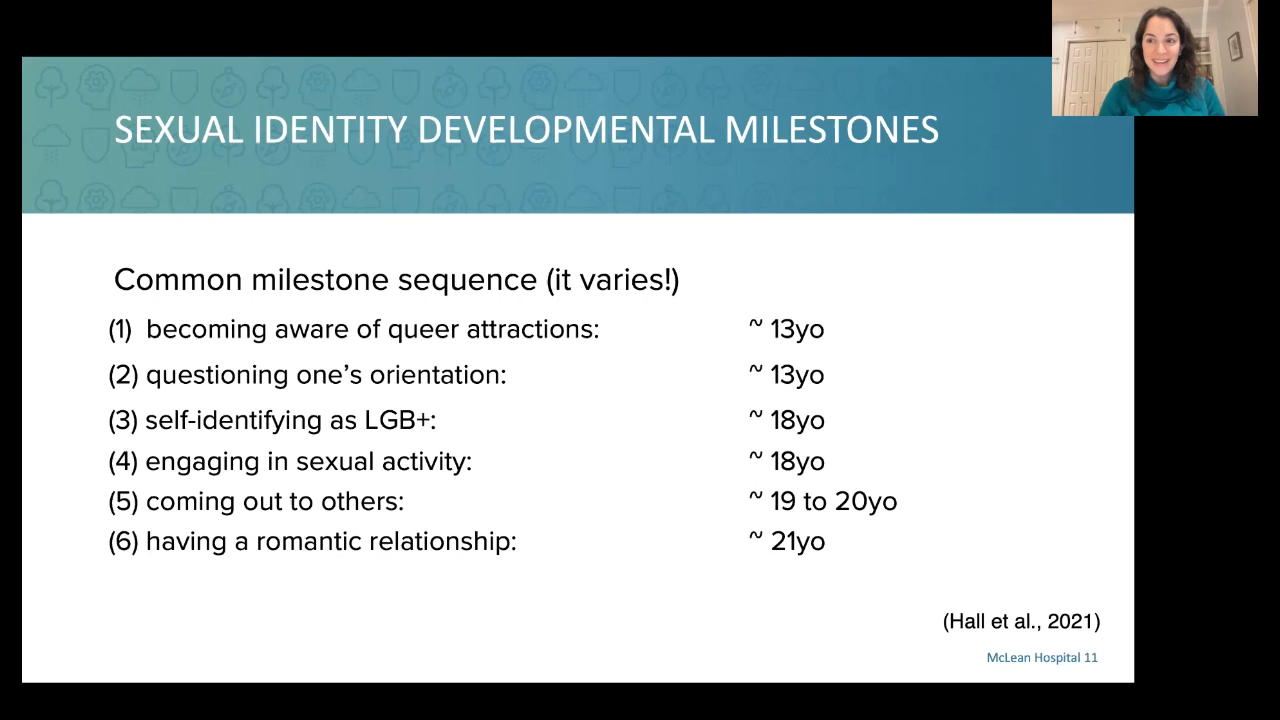 SEXUAL IDENTITY DEVELOPMENTAL MILESTONES
Common milestone sequence (it varies!)
(1) becoming aware of queer attractions: ~ 13yo
(2) questioning one’s orientation: ~ 13yo
(3) self-identifying as LGB+: ~ 18yo
(4) engaging in sexual activity: ~ 18yo
(5) coming out to others: ~ 19 to 20yo
(6) having a romantic relationship: ~ 21yo
(Hall et al., 2021)
McLean Hospital 11